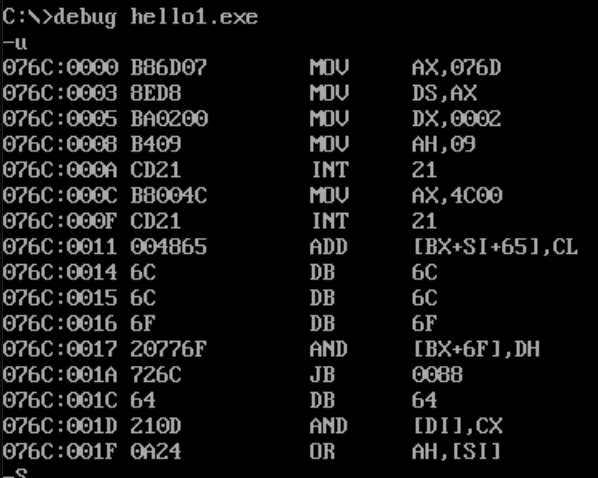 C:\>debug hello1.exe
-u
076C:0000 B86D07 MOV AX,076D
076C:0003 8ED8 MOV DS,AX
076C:0005 BA0200 MOV DX,0002
076C:0008 B409 MOV AH,09
076C:000A CD21 INT 21
076C:000C B8004C MOV AX,4C00
076C:000F CD21 INT 21
076C:0011 004865 ADD [BX+SI+65],CL
076C:0014 6C DB 6C
076C:0015 6C DB 6C
076C:0016 6F DB 6F
076C:0017 20776F AND [BX+6F],DH
076C:001A 726C JB 0088
076C:001C 64 DB 64
076C:001D 210D AND [DI],CX
076C:001F 0A24 OR AH,[SI]